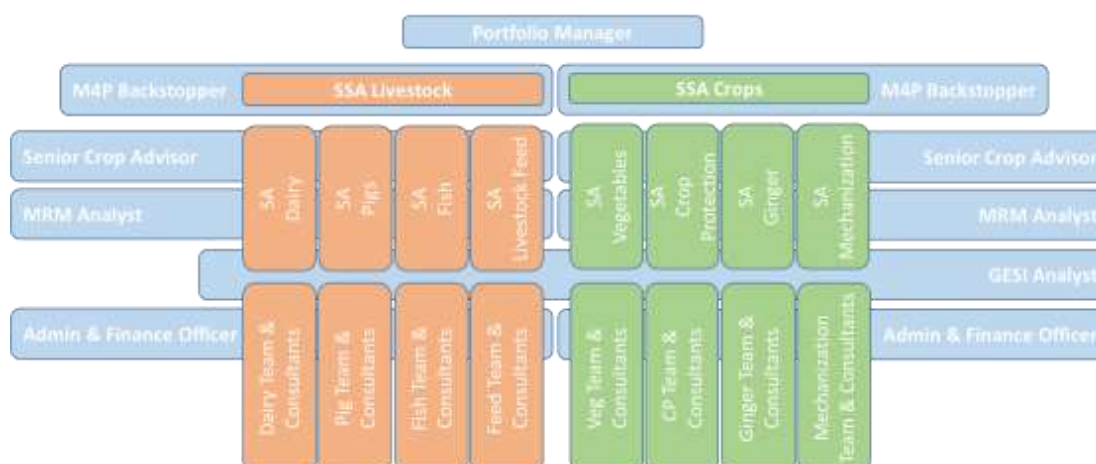 Portfolio Manager
M4P Backstopper
SSA Livestock
SSA Crops
M4P Backstopper
Senior Crop Advisor
SA
Dairy
SA
Pigs
SA
Fish
SA
Livestock Feed
SA
Vegetables
SA
Crop
Protection
SA
Ginger
SA
Mechanization
Senior Crop Advisor
MRM Analyst
MRM Analyst
GESI Analyst
Admin & Finance Officer
Dairy Team &
Consultants
Pig Team &
Consultants
Fish Team &
Consultants
Feed Team &
Consultants
Veg Team &
Consultants
CP Team &
Consultants
Ginger Team &
Consultants
Mechanization
Team & Consultants
Admin & Finance Officer